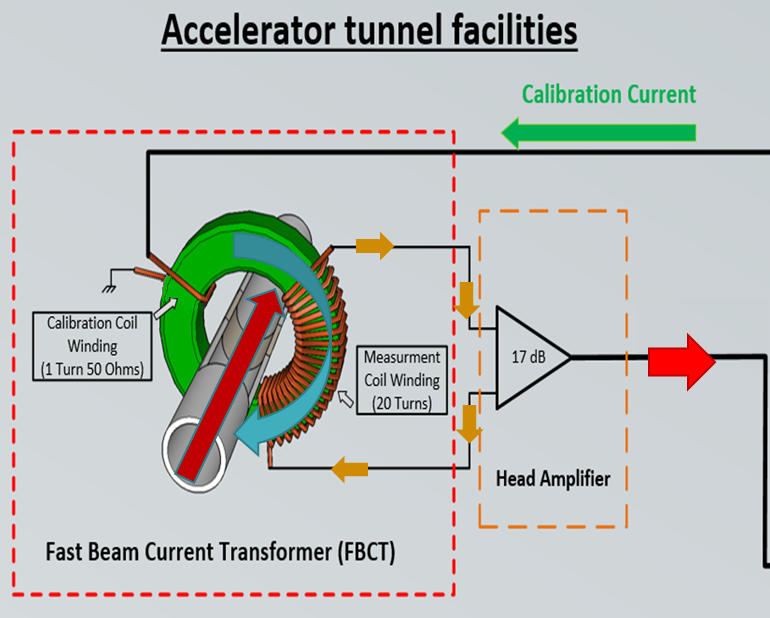 Accelerator tunnel facilities
Calibration Current
Calibration Coil
Winding
(1 Turn 50 Ohms)
Measurment
Coil Winding
(20 Turns)
17 dB
Head Amplifier
Fast Beam Current Transformer (FBCT)